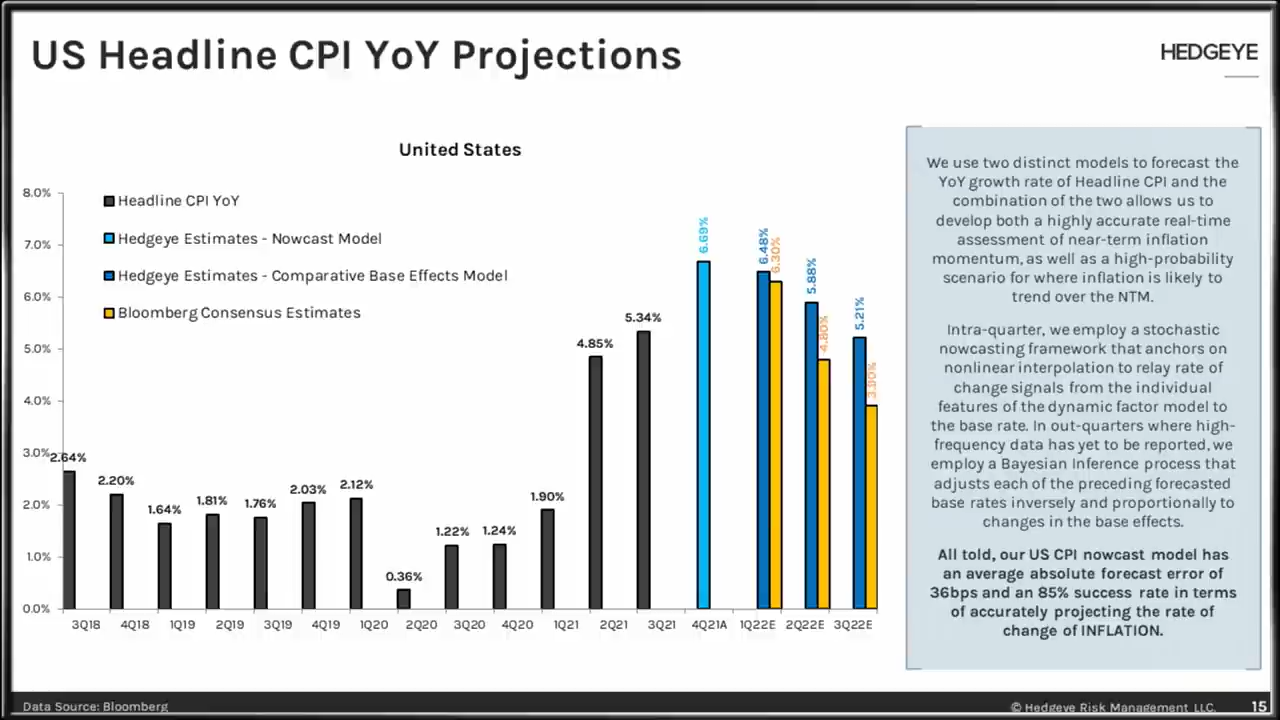 US Headline CPI YoY Projections
HEDGEYE
United States
8.0%
7.0%
6.0%
5.0%
4.0%
3.0%
2.0%
1.0%
0.0%
Headline CPI YoY
Hedgeye Estimates - Nowcast Model
Hedgeye Estimates - Comparative Base Effects Model
Bloomberg Consensus Estimates
2.64%
2.20%
1.64%
1.81%
1.76%
2.03%
2.12%
0.36%
1.22%
1.24%
1.90%
4.85%
5.34%
6.69%
6.48%
6.30%
5.88%
4.80%
5.21%
3.90%
3Q18 4Q18 1Q19 2Q19 3Q19 4Q19 1Q20 2Q20 3Q20 4Q20 1Q21 2Q21 3Q21 4Q21A 1Q22E 2Q22E 3Q22E
We use two distinct models to forecast the
YoY growth rate of Headline CPI and the
combination of the two allows us to
develop both a highly accurate real-time
assessment of near-term inflation
momentum, as well as a high-probability
scenario for where inflation is likely to
trend over the NTM.
Intra-quarter, we employ a stochastic
nowcasting framework that anchors on
nonlinear interpolation to relay rate of
change signals from the individual
features of the dynamic factor model to
the base rate. In out-quarters where high-
frequency data has yet to be reported, we
employ a Bayesian Inference process that
adjusts each of the preceding forecasted
base rates inversely and proportionally to
changes in the base effects.
All told, our US CPI nowcast model has
an average absolute forecast error of
36bps and an 85% success rate in terms
of accurately projecting the rate of
change of INFLATION.
Data Source: Bloomberg
© Hedgeye Risk Management LLC.
15